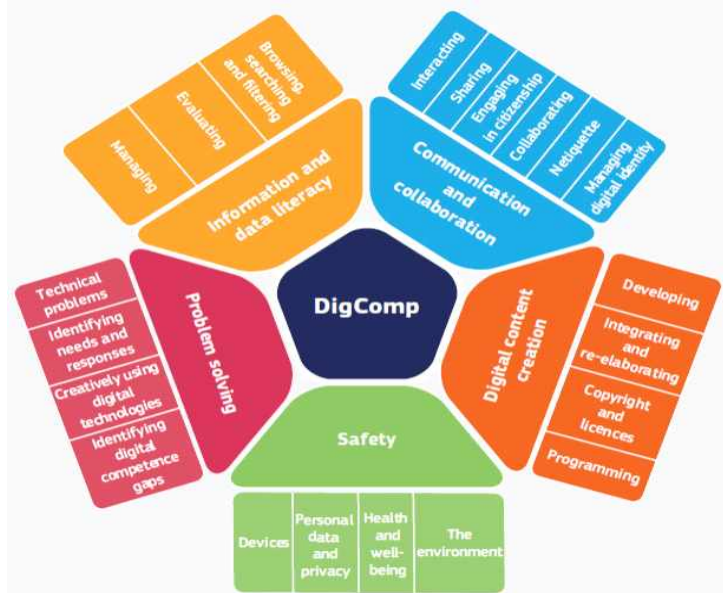 Browsing,
searching
and filtering
Evaluating
Managing
Information and
data literacy
Interacting
Sharing
Engaging
in citizenship
Collaborating
Netiquette
Managing
digital identity
Communication
and
collaboration
DigComp
Technical
problems
Identifying
needs and
responses
Creatively using
digital
technologies
Identifying
digital
competence
gaps
Problem solving
Digital content
creation
Developing
Integrating
and
re-elaborating
Copyright
and
licences
Programming
Safety
Devices
Personal
data
and
privacy
Health
and
well-
being
The
environment